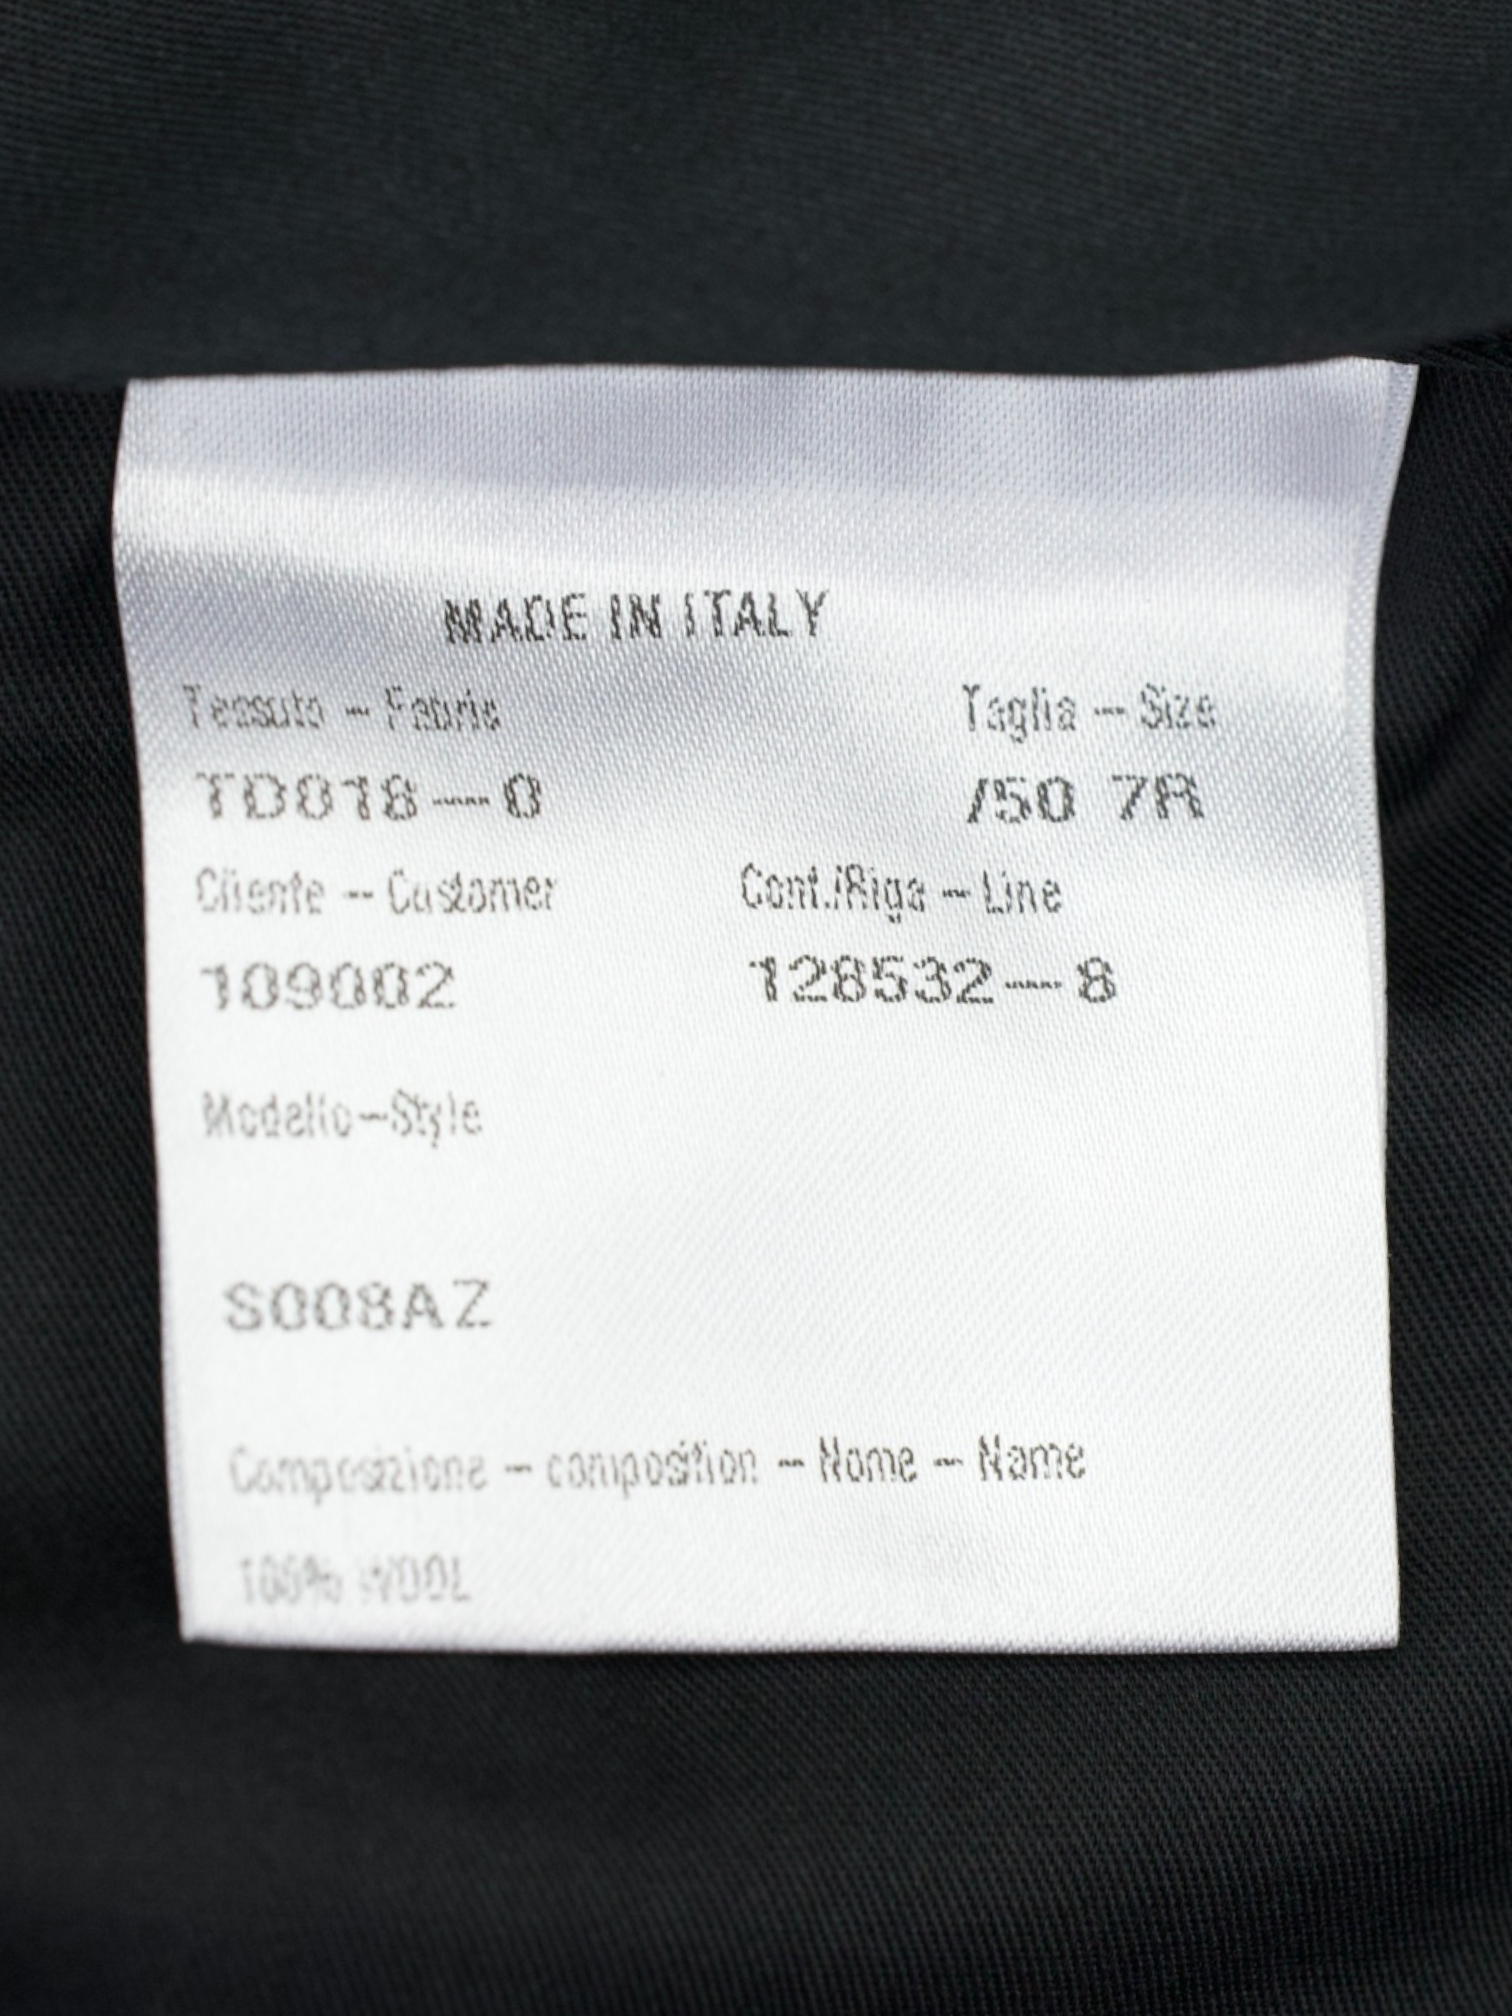 MADE IN ITALY
Tessuto - Fabric Taglia - Size
TD018-0 /50 7R
Cliente - Customer Conf./Riga - Line
109002 128532-8
Modello-Style
S008AZ
Composizione - composition - Nome - Name
100% WOOL